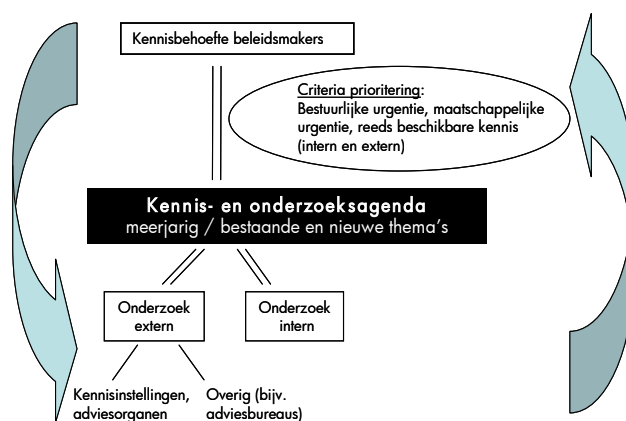 Kennisbehoefte beleidsmakers
Criteria prioritering:
Bestuurlijke urgentie, maatschappelijke
urgentie, reeds beschikbare kennis
(intern en extern)
Kennis- en onderzoeksagenda
meerjarig / bestaande en nieuwe thema’s
Onderzoek
extern
Onderzoek
intern
Kennisinstellingen,
adviesorganen
Overig (bijv.
adviesbureaus)